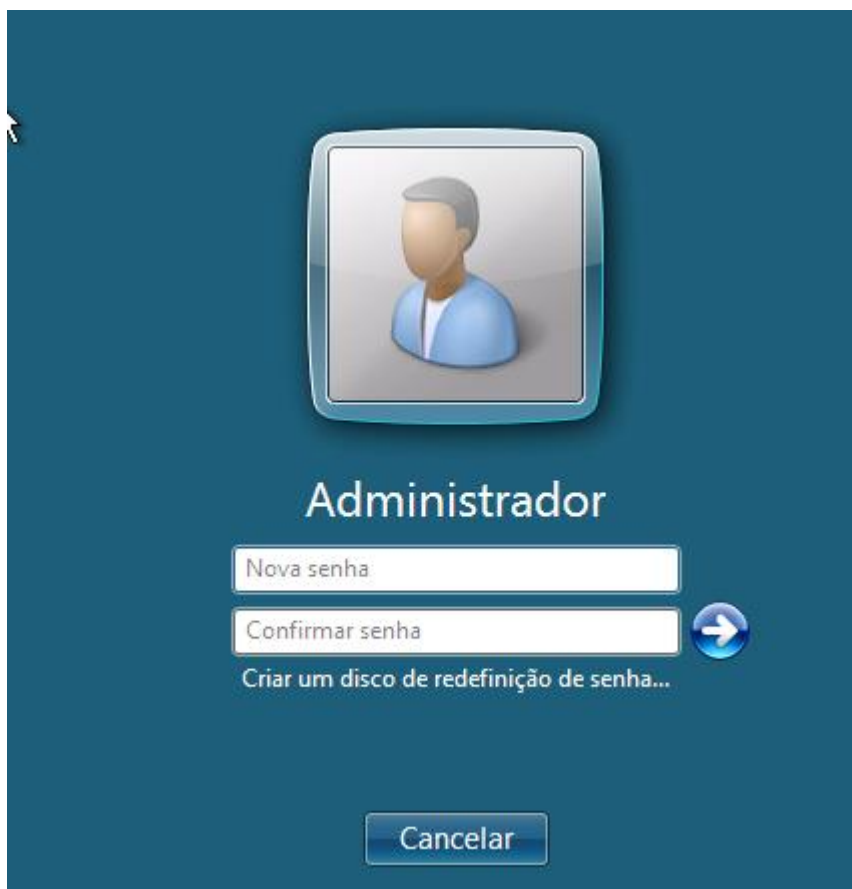 Administrador
Nova senha
Confirmar senha
Criar um disco de redefinição de senha...
Cancelar